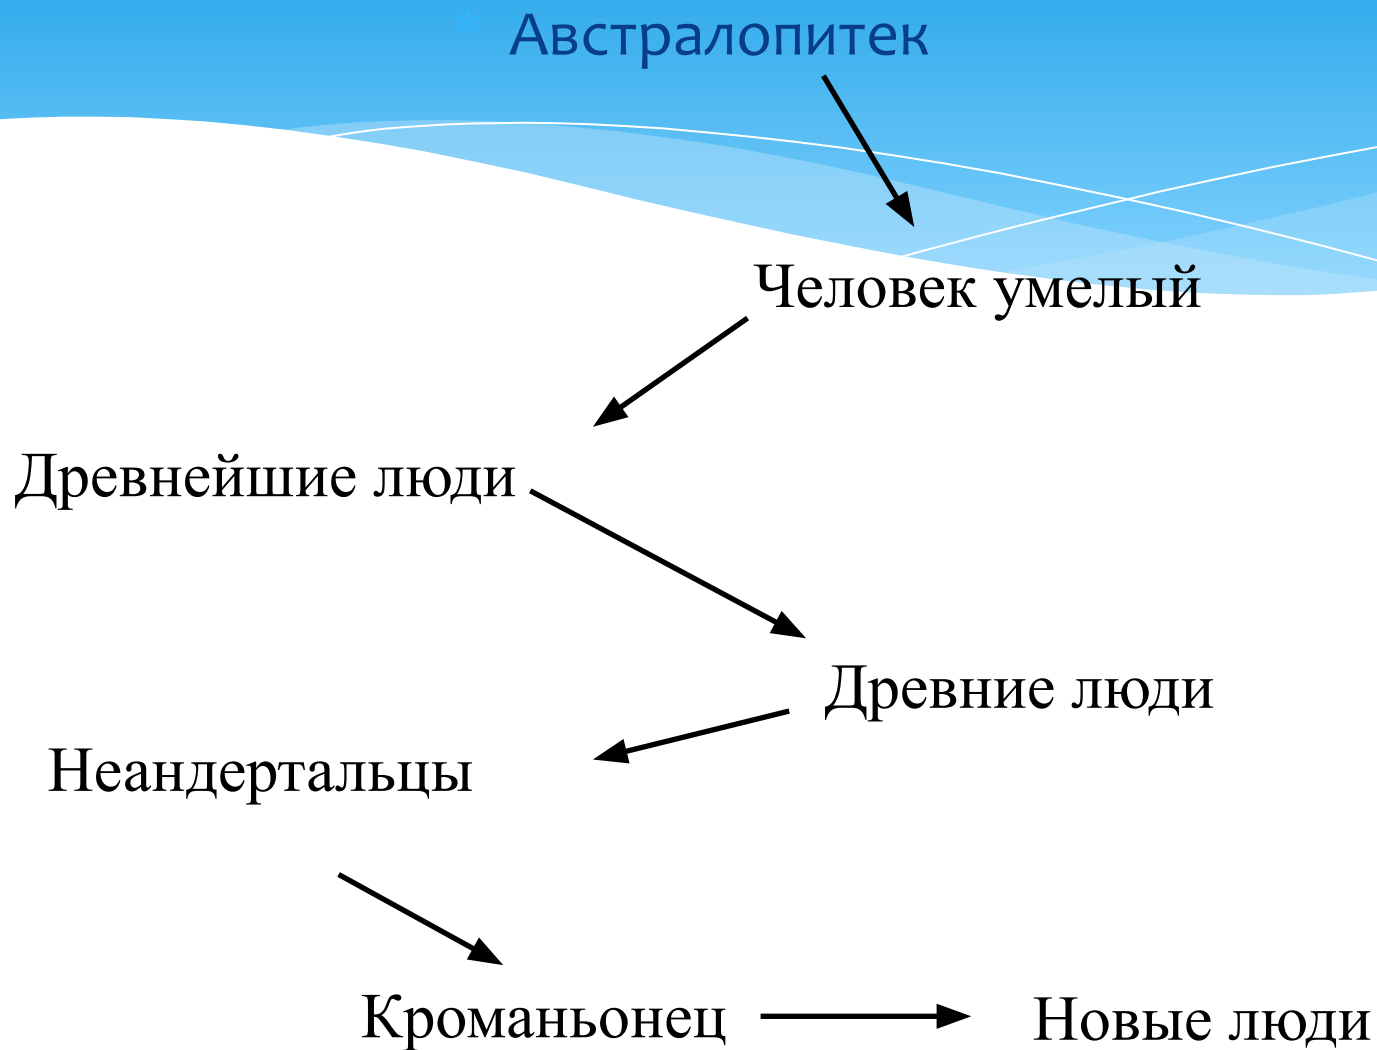 * Австралопитек
Человек умелый
Древнейшие люди
Древние люди
Неандертальцы
Кроманьонец
Новые люди